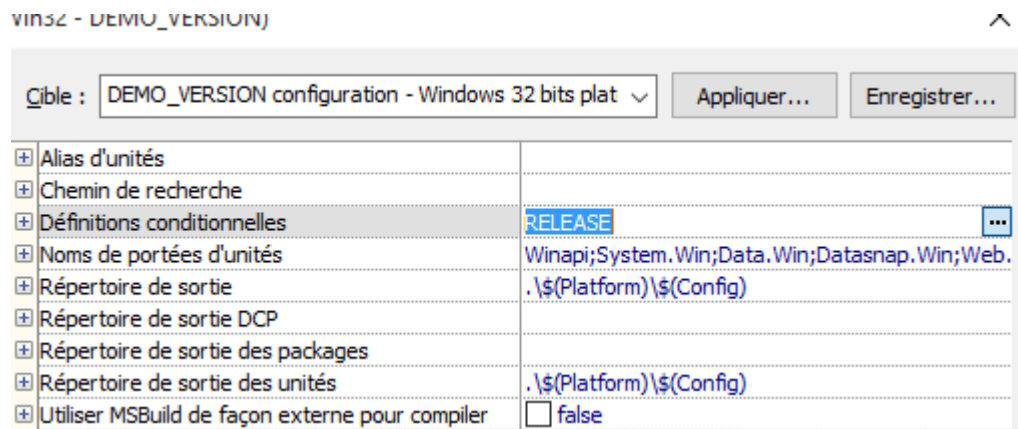 Win32 - DEMO_VERSION)
Cible : DEMO_VERSION configuration - Windows 32 bits plat Appliquer... Enregistrer...
Alias d'unités
Chemin de recherche
Définitions conditionnelles RELEASE ...
Noms de portées d'unités Winapi;System.Win;Data.Win;Datasnap.Win;Web.
Répertoire de sortie .\$(Platform)\$(Config)
Répertoire de sortie DCP
Répertoire de sortie des packages
Répertoire de sortie des unités .\$(Platform)\$(Config)
Utiliser MSBuild de façon externe pour compiler false